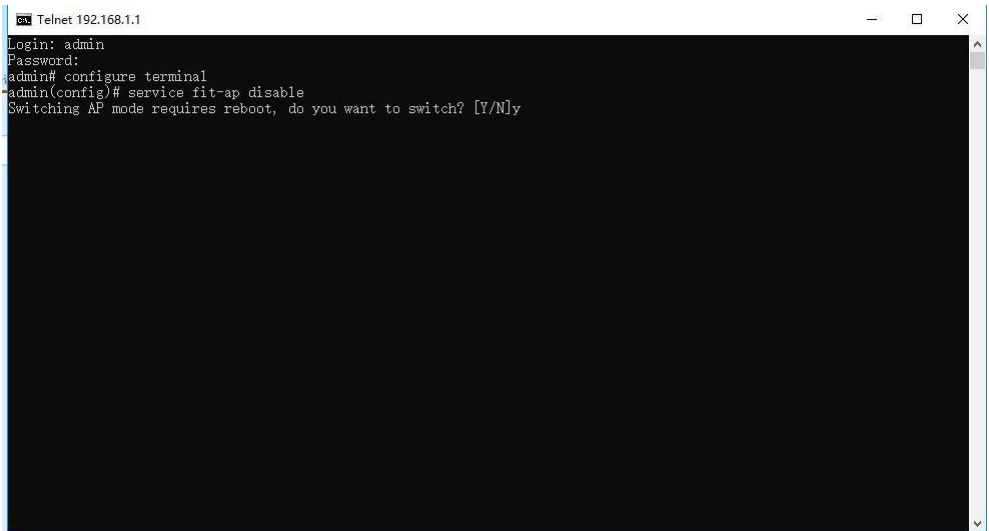 Telnet 192.168.1.1
Login: admin
Password:
admin# configure terminal
admin(config)# service fit-ap disable
Switching AP mode requires reboot, do you want to switch? [Y/N]y